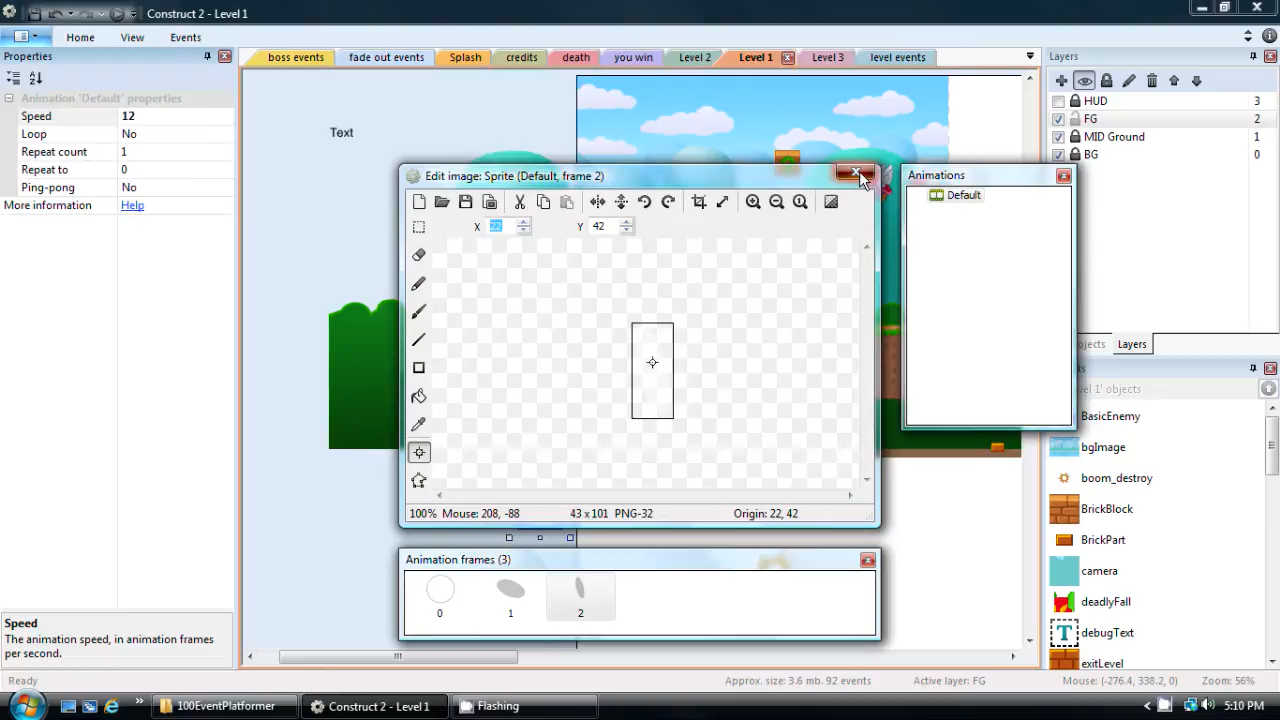 Construct 2 - Level 1
Home
View
Events
Properties
Animation 'Default' properties
Speed 12
Loop No
Repeat count 1
Repeat to 0
Ping-pong No
More information Help
Speed
The animation speed, in animation frames
per second.
boss events
fade out events
Splash
credits
death
you win
Level 2
Level 1
Level 3
level events
Text
Edit image: Sprite (Default, frame 2)
X 22
Y 42
100% Mouse: 208, -88
43 x 101 PNG-32
Origin: 22, 42
Animations
Default
Animation frames (3)
0
1
2
Layers
HUD 3
FG 2
MID Ground 1
BG 0
Layers
'Level 1' objects
BasicEnemy
bgImage
boom_destroy
BrickBlock
BrickPart
camera
deadlyFall
T debugText
exitLevel
Ready
Approx. size: 3.6 mb. 92 events
Active layer: FG
Mouse: (-276.4, 338.2, 0)
Zoom: 56%
100EventPlatformer
Construct 2 - Level 1
Flashing
5:10 PM